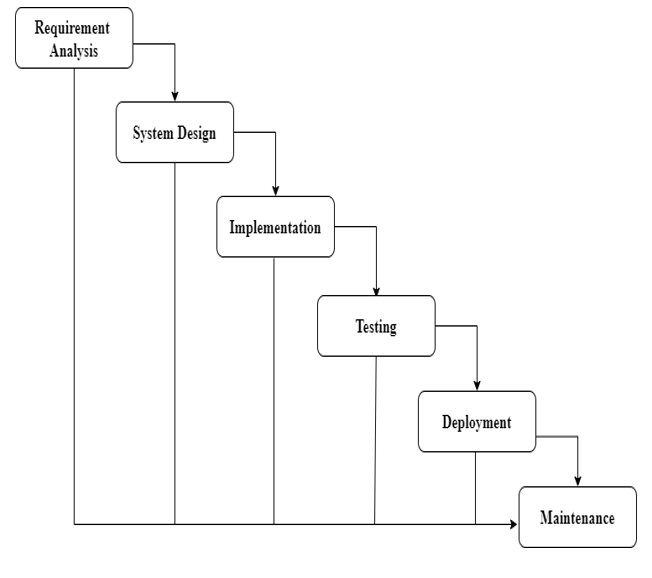 Requirement
Analysis
System Design
Implementation
Testing
Deployment
Maintenance